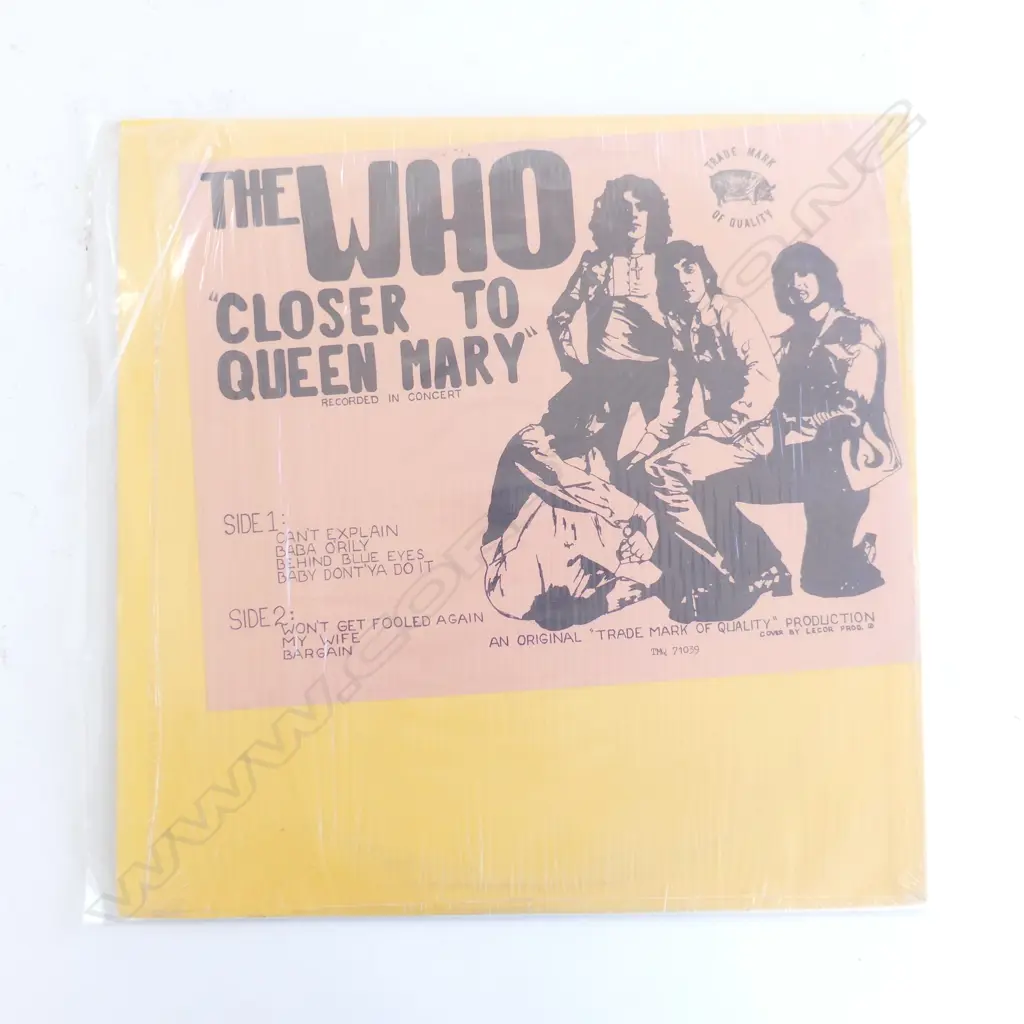 THE WHO
"CLOSER TO
QUEEN MARY"
RECORDED IN CONCERT
TRADE MARK
OF QUALITY
SIDE 1:
CAN'T EXPLAIN
BABA O'RILY
BEHIND BLUE EYES
BABY DONT'YA DO IT
SIDE 2:
WON'T GET FOOLED AGAIN
MY WIFE
BARGAIN
AN ORIGINAL "TRADE MARK OF QUALITY" PRODUCTION
COVER BY LECOR PROD. ®
TMQ 71039